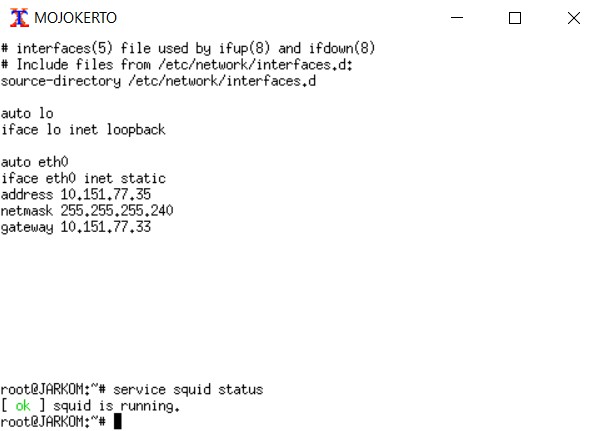 MOJOKERTO
# interfaces(5) file used by ifup(8) and ifdown(8)
# Include files from /etc/network/interfaces.d:
source-directory /etc/network/interfaces.d
auto lo
iface lo inet loopback
auto eth0
iface eth0 inet static
address 10.151.77.35
netmask 255.255.255.240
gateway 10.151.77.33
root@JARKOM:~# service squid status
[ ok ] squid is running.
root@JARKOM:~#